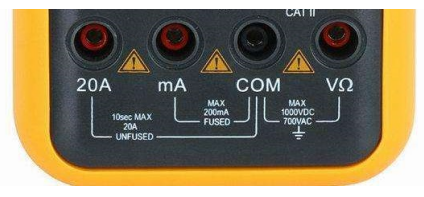 CAT II
20A
mA
COM
VΩ
10sec MAX
20A
UNFUSED
MAX
200mA
FUSED
MAX
1000VDC
700VAC